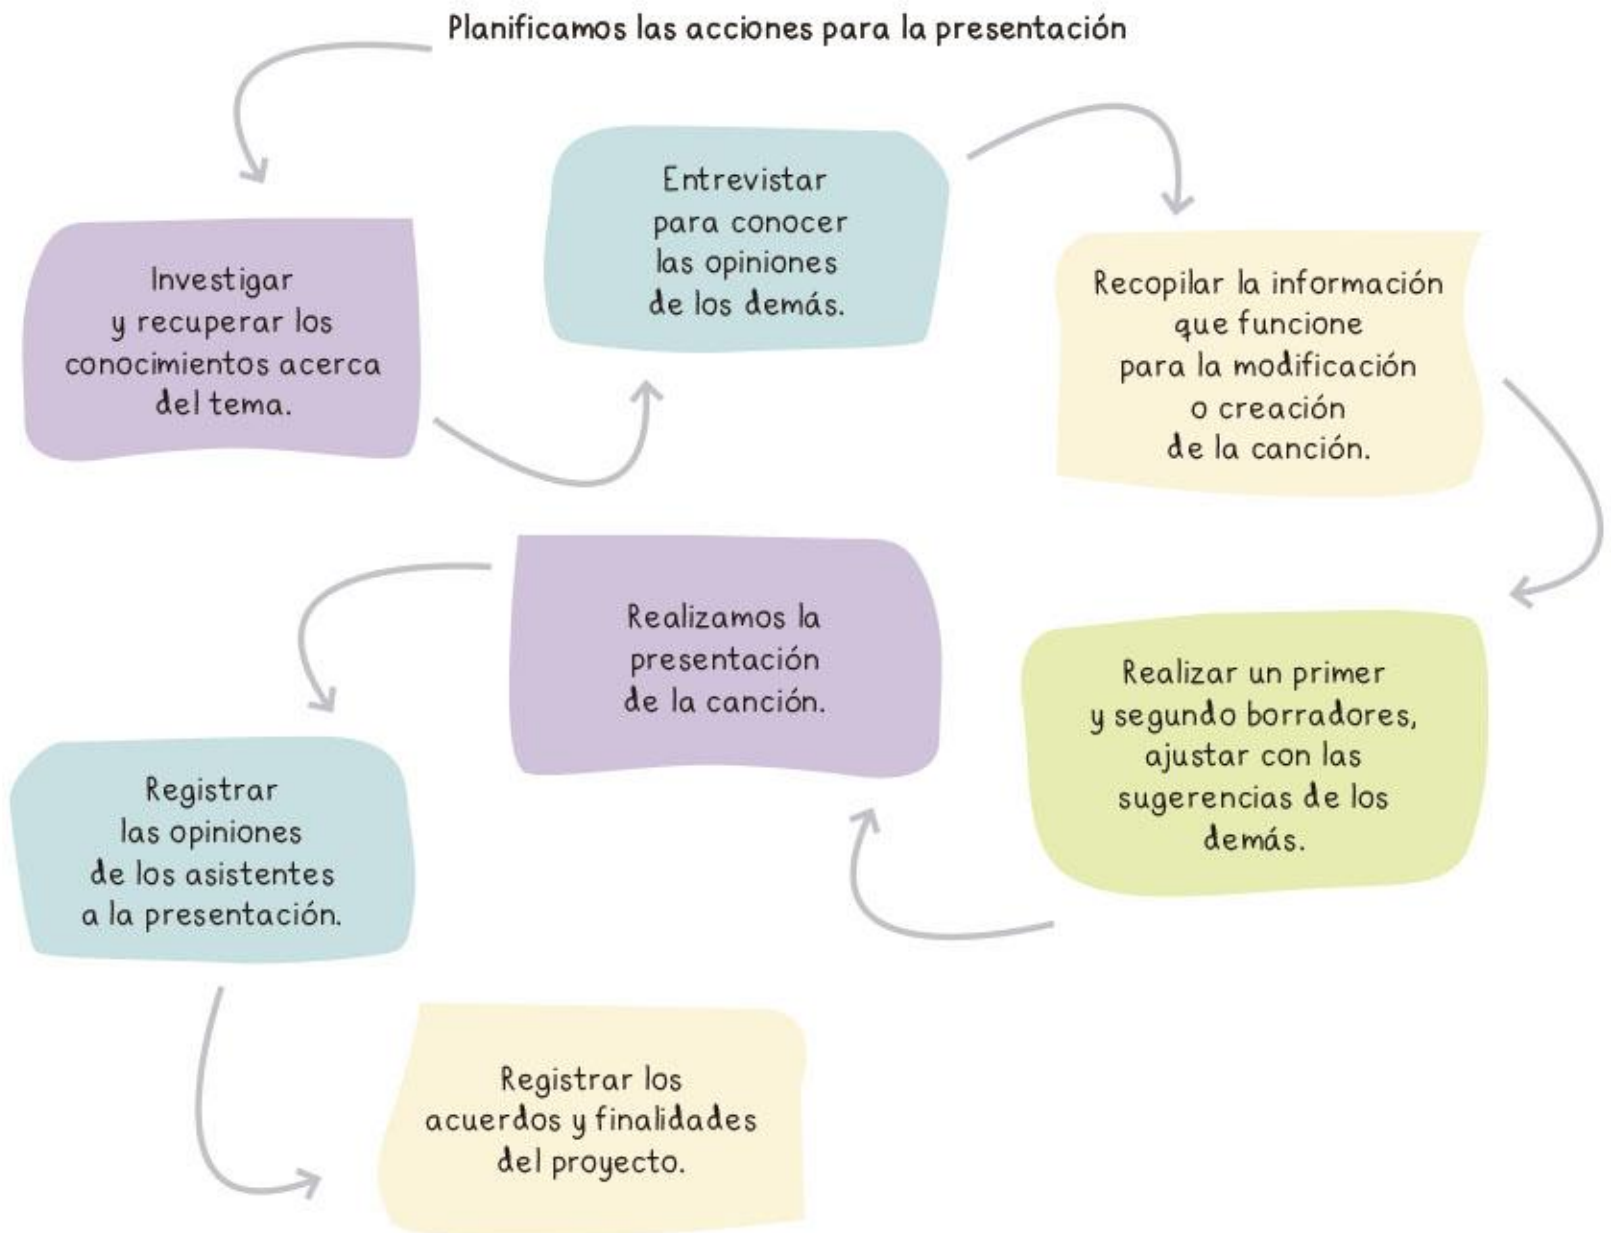 Planificamos las acciones para la presentación
Investigar
y recuperar los
conocimientos acerca
del tema.
Entrevistar
para conocer
las opiniones
de los demás.
Recopilar la información
que funcione
para la modificación
o creación
de la canción.
Realizar un primer
y segundo borradores,
ajustar con las
sugerencias de los
demás.
Realizamos la
presentación
de la canción.
Registrar
las opiniones
de los asistentes
a la presentación.
Registrar los
acuerdos y finalidades
del proyecto.